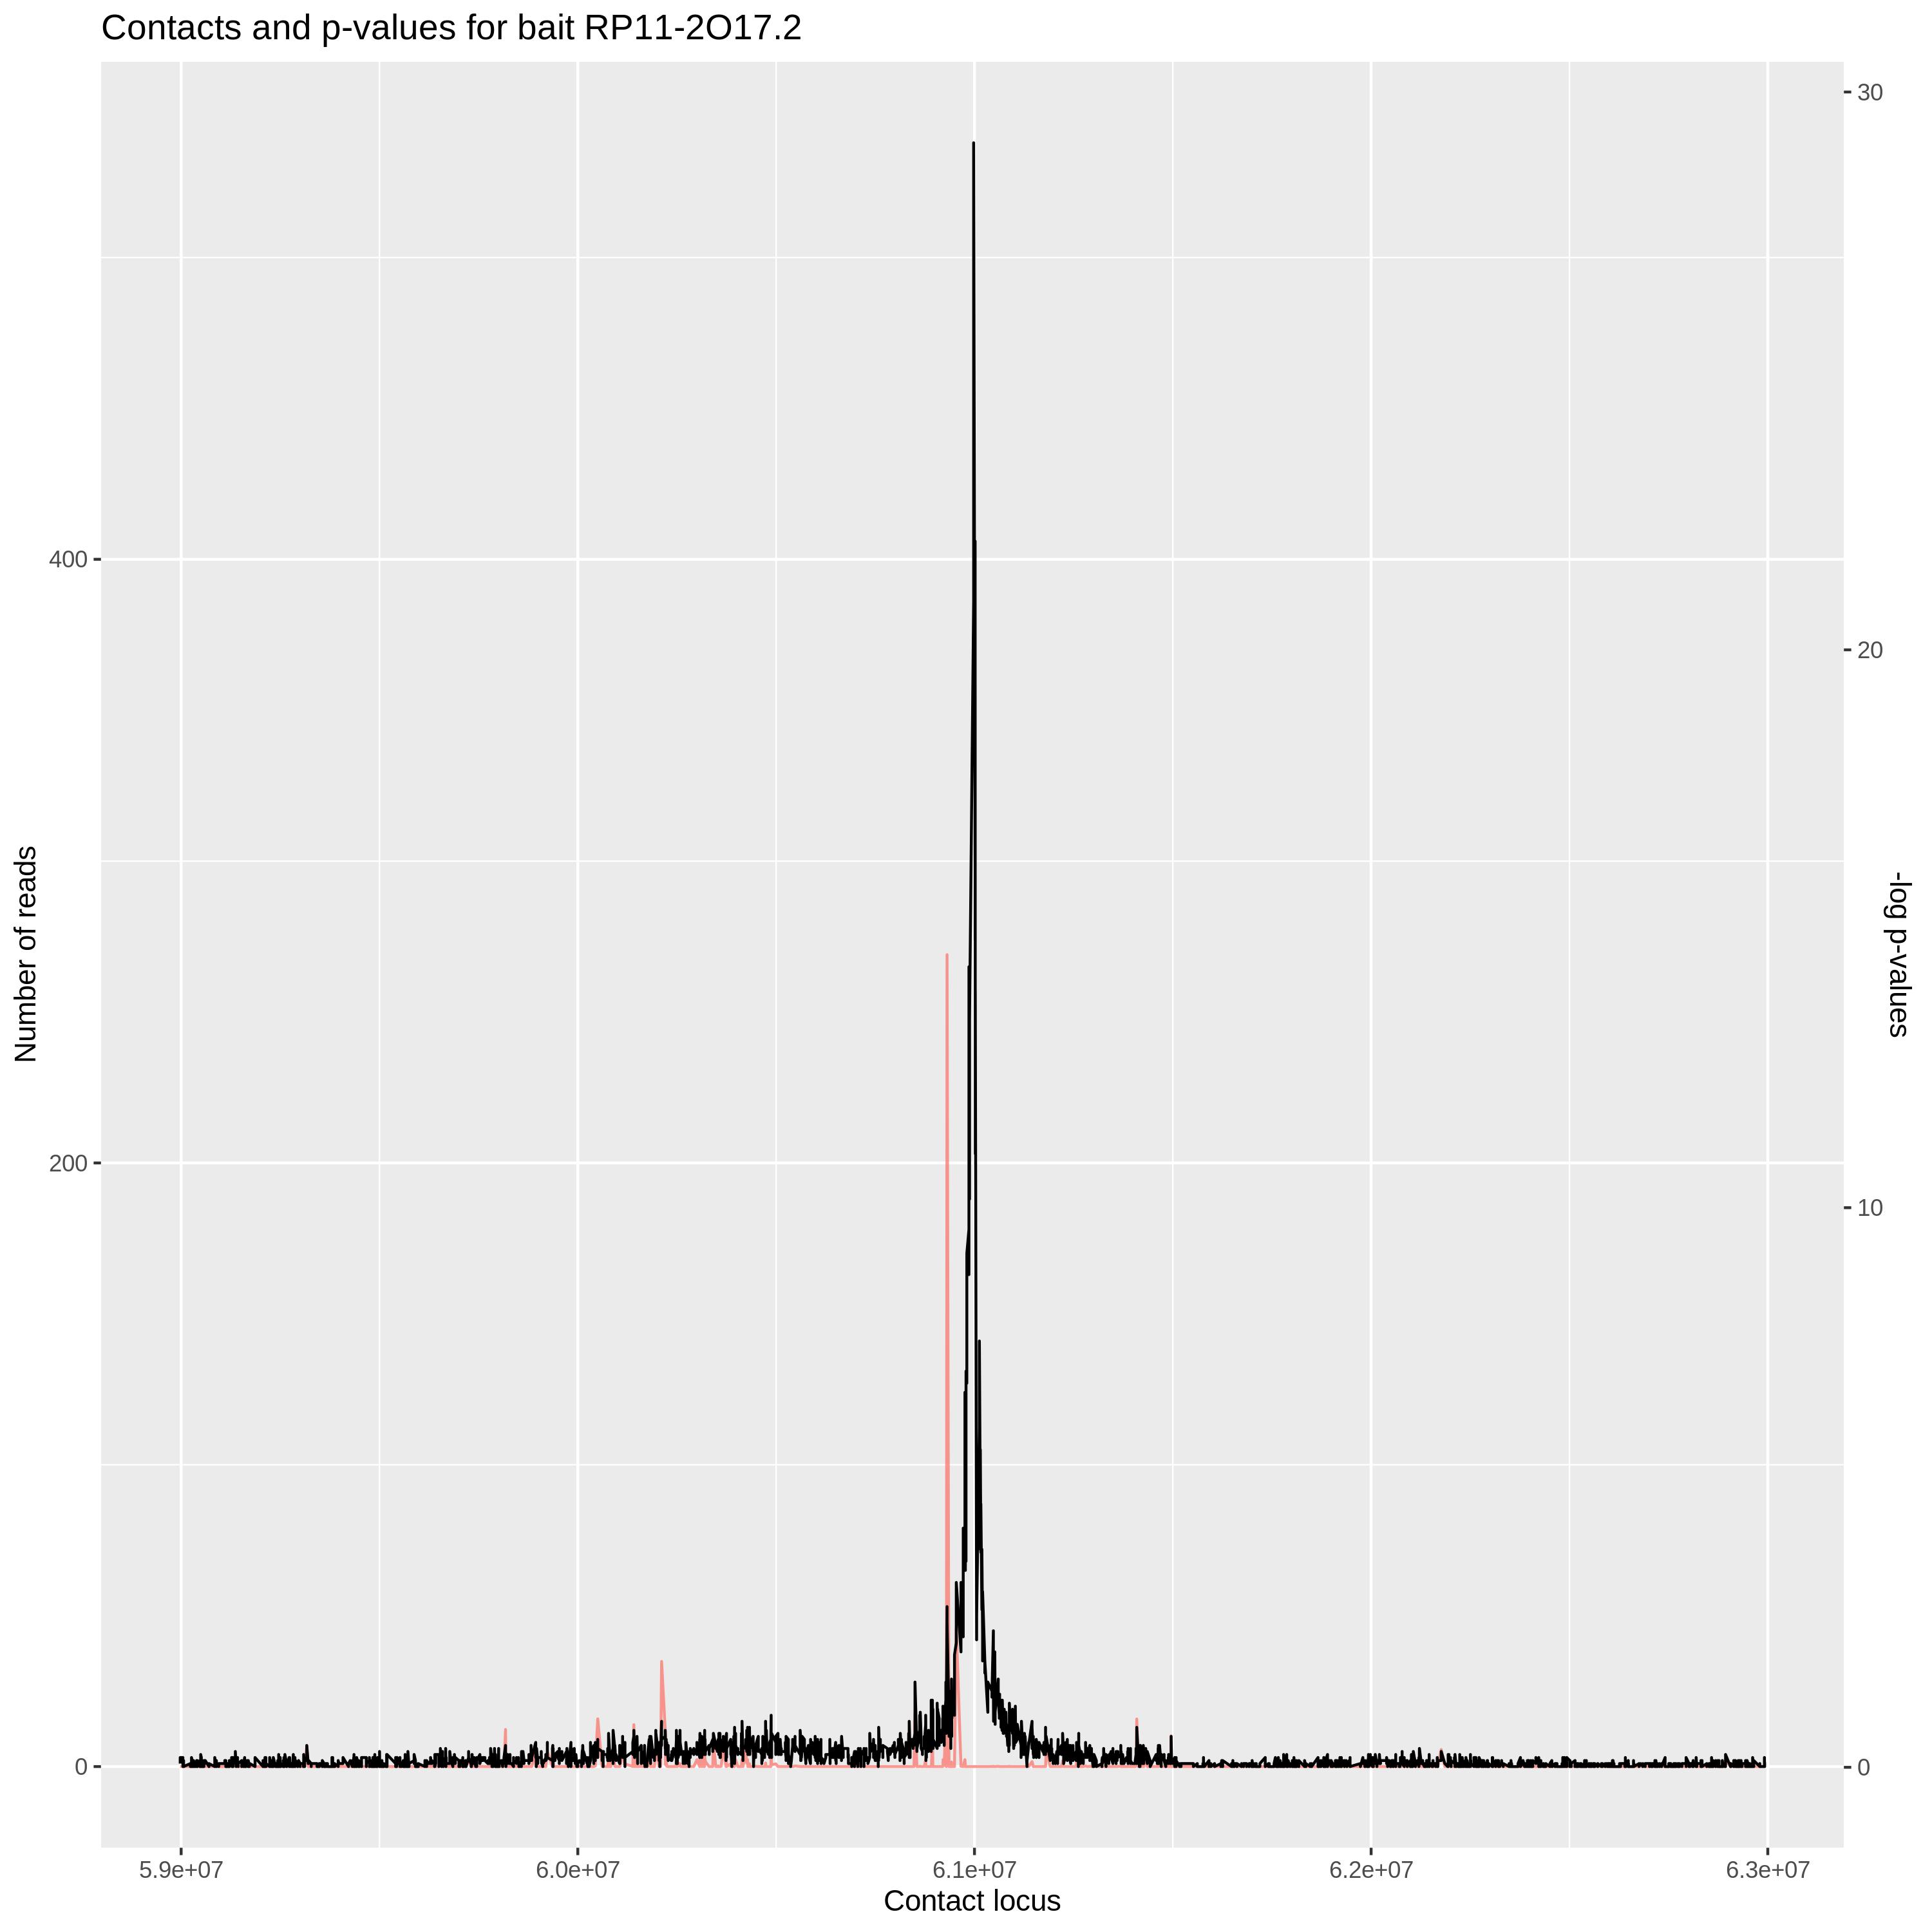 Contacts and p-values for bait RP11-2O17.2
Number of reads
400
200
0
30
20
10
0
-log p-values
5.9e+07
6.0e+07
6.1e+07
6.2e+07
6.3e+07
Contact locus